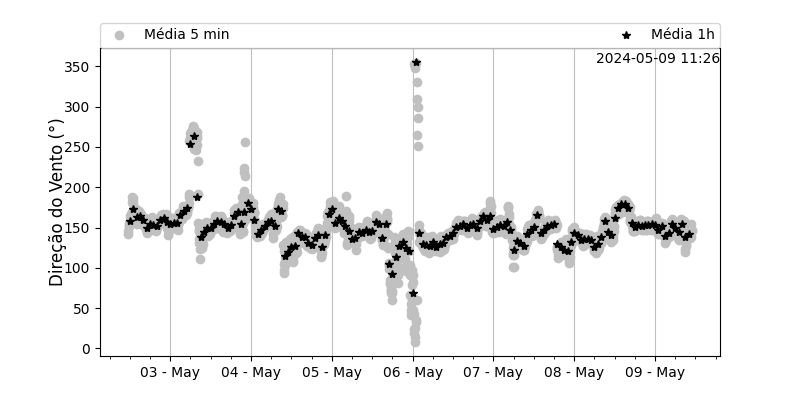 Média 5 min
Média 1h
2024-05-09 11:26
Direção do Vento (°)
350
300
250
200
150
100
50
0
03 - May
04 - May
05 - May
06 - May
07 - May
08 - May
09 - May